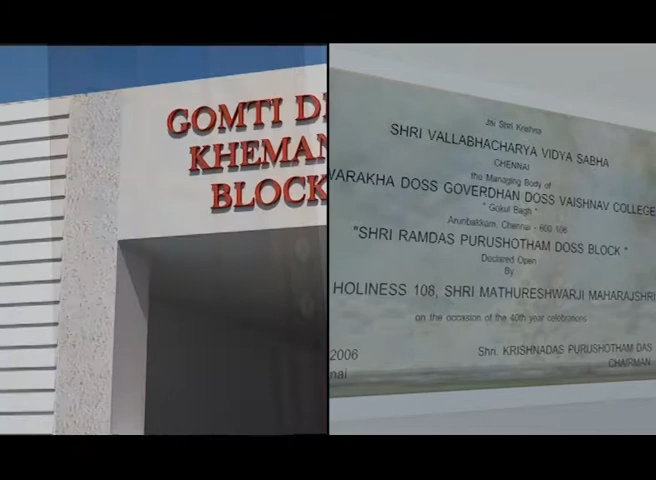 GOMTI D
KHEMAN
BLOCK
Jai Shri Krishna
SHRI VALLABHACHARYA VIDYA SABHA
CHENNAI
the Managing Body of
WARAKHA DOSS GOVERDHAN DOSS VAISHNAV COLLEGE
"Gokul Bagh"
Arunbakkam, Chennai - 600 106
"SHRI RAMDAS PURUSHOTHAM DOSS BLOCK"
Declared Open
By
HOLINESS 108, SHRI MATHURESHWARJI MAHARAJSHRI
on the occasion of the 40th year celebrations
2006
nai
Shri. KRISHNADAS PURUSHOTHAM DAS
CHAIRMAN